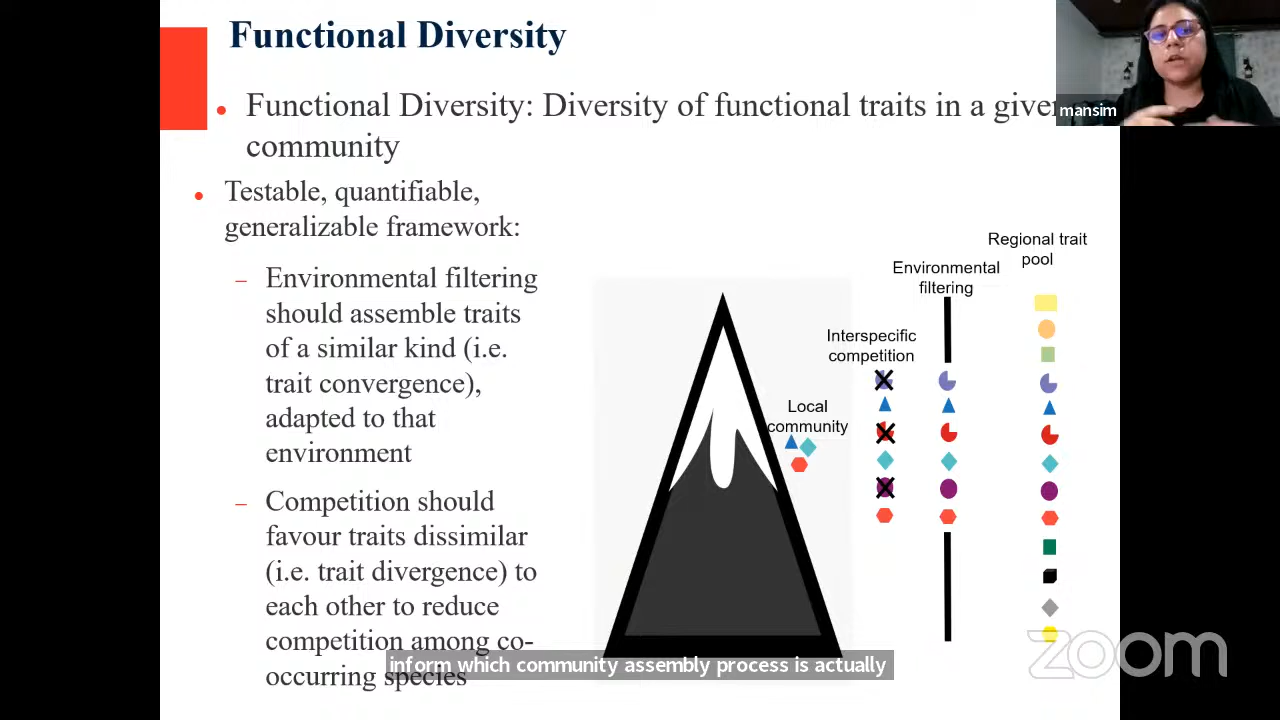 Functional Diversity
Functional Diversity: Diversity of functional traits in a given
community
Testable, quantifiable,
generalizable framework:
– Environmental filtering
should assemble traits
of a similar kind (i.e.
trait convergence),
adapted to that
environment
– Competition should
favour traits dissimilar
(i.e. trait divergence) to
each other to reduce
competition among co-
occurring species
Regional trait
pool
Environmental
filtering
Interspecific
competition
Local
community
mansim
inform which community assembly process is actually
zoom